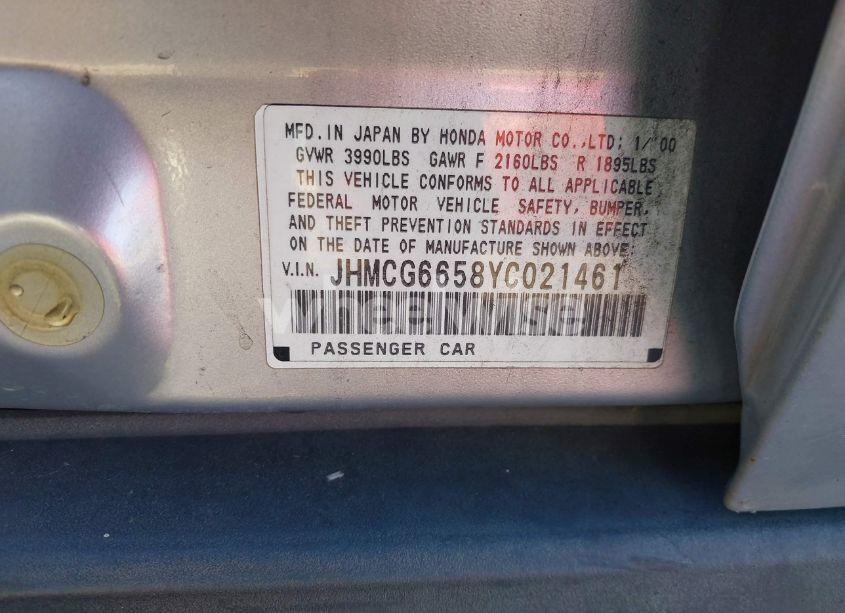 MFD. IN JAPAN BY HONDA MOTOR CO.,LTD; 1/'00
GVWR 3990LBS GAWR F 2160LBS R 1895LBS
THIS VEHICLE CONFORMS TO ALL APPLICABLE
FEDERAL MOTOR VEHICLE SAFETY, BUMPER,
AND THEFT PREVENTION STANDARDS IN EFFECT
ON THE DATE OF MANUFACTURE SHOWN ABOVE:
V.I.N. JHMCG6658YC021461
PASSENGER CAR